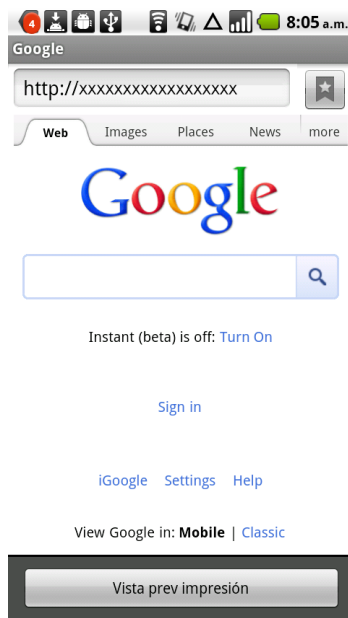 4 8:05 a.m.
Google
http://xxxxxxxxxxxxxxxxxx
Web Images Places News more
Google
Instant (beta) is off: Turn On
Sign in
iGoogle Settings Help
View Google in: Mobile | Classic
Vista prev impresión